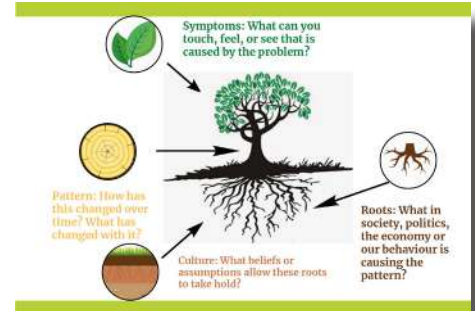 Symptoms: What can you
touch, feel, or see that is
caused by the problem?
Pattern: How has
this changed over
time? What has
changed with it?
Roots: What in
society, politics,
the economy or
our behaviour is
causing the
pattern?
Culture: What beliefs or
assumptions allow these roots
to take hold?